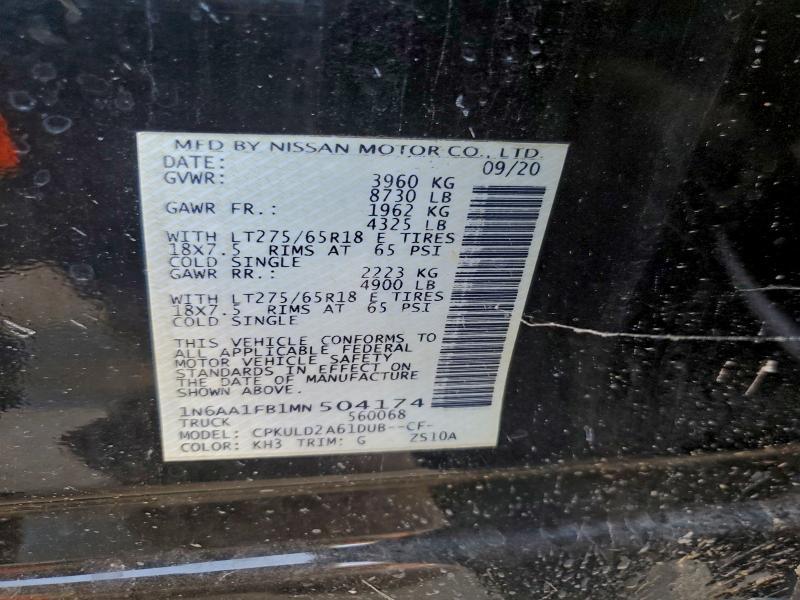 MFD BY NISSAN MOTOR CO., LTD.
DATE: 09/20
GVWR: 3960 KG
8730 LB
GAWR FR.: 1962 KG
4325 LB
WITH LT275/65R18 E TIRES
18X7.5 RIMS AT 65 PSI
COLD SINGLE
GAWR RR.: 2223 KG
4900 LB
WITH LT275/65R18 E TIRES
18X7.5 RIMS AT 65 PSI
COLD SINGLE
THIS VEHICLE CONFORMS TO
ALL APPLICABLE FEDERAL
MOTOR VEHICLE SAFETY
STANDARDS IN EFFECT ON
THE DATE OF MANUFACTURE
SHOWN ABOVE.
1N6AA1FB1MN 504174
TRUCK 560068
MODEL: CPKULD2A61DUB--CF-
COLOR: KH3 TRIM: G ZS10A